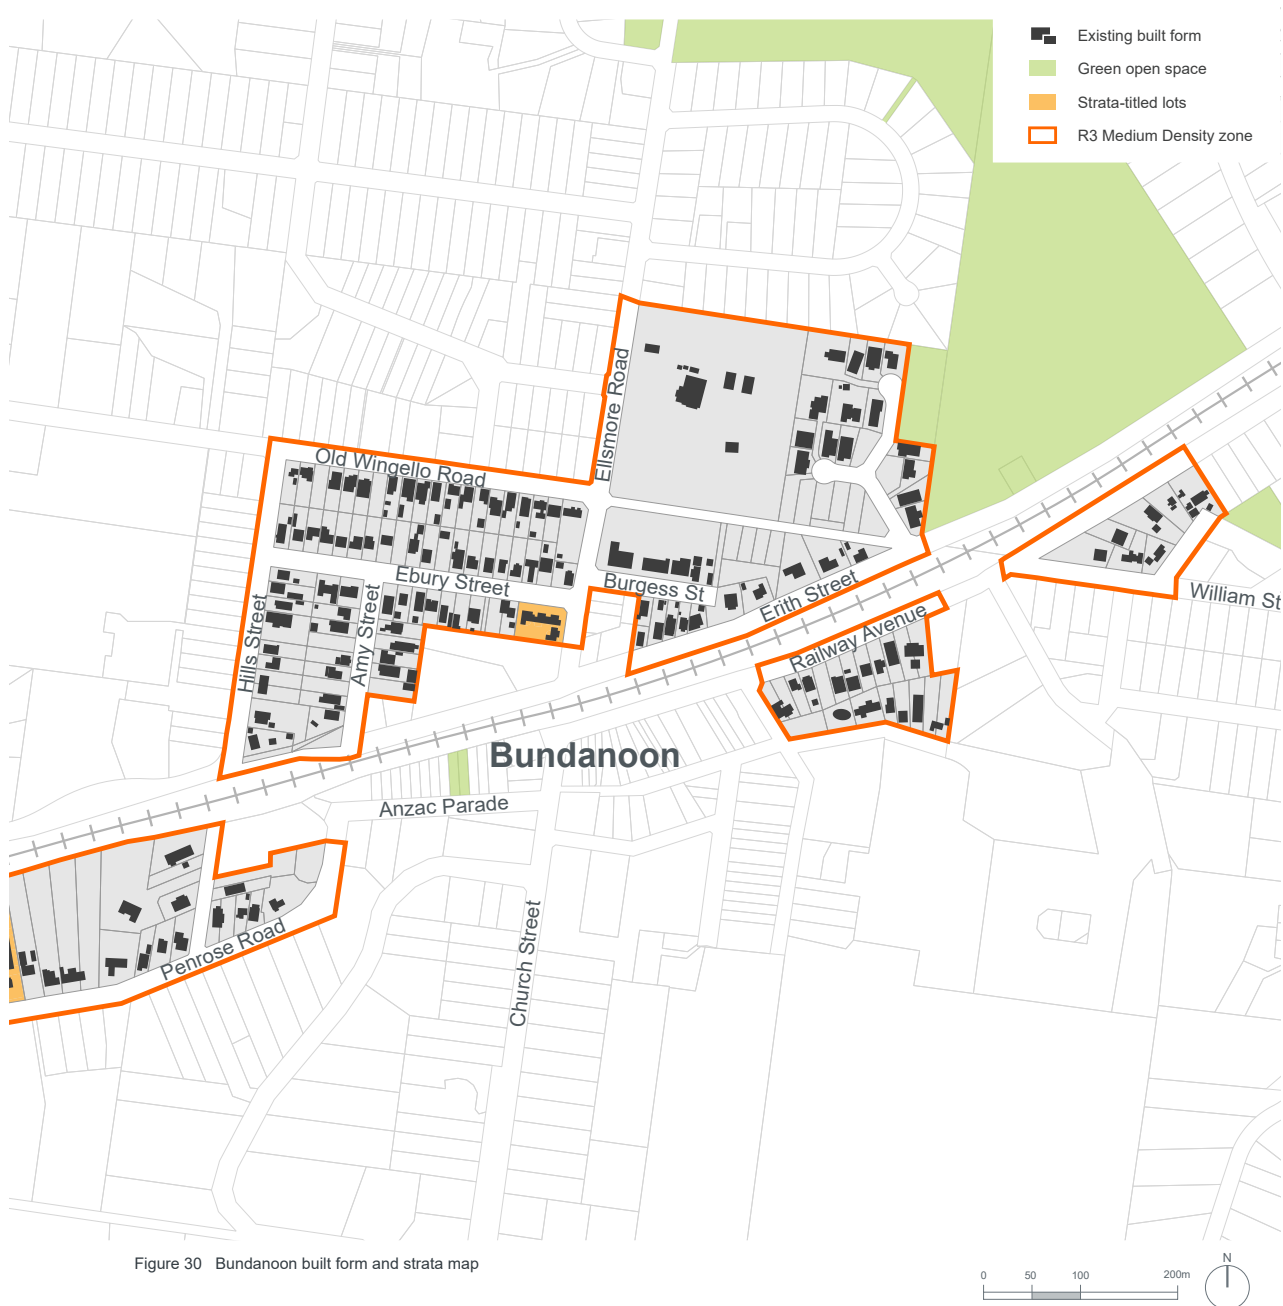 Existing built form
Green open space
Strata-titled lots
R3 Medium Density zone
Ellsmore Road
Old Wingello Road
Ebury Street
Burgess St
Erith Street
William St
Hills Street
Amy Street
Railway Avenue
Bundanoon
Anzac Parade
Church Street
Penrose Road
Figure 30 Bundanoon built form and strata map
0 50 100 200m
N